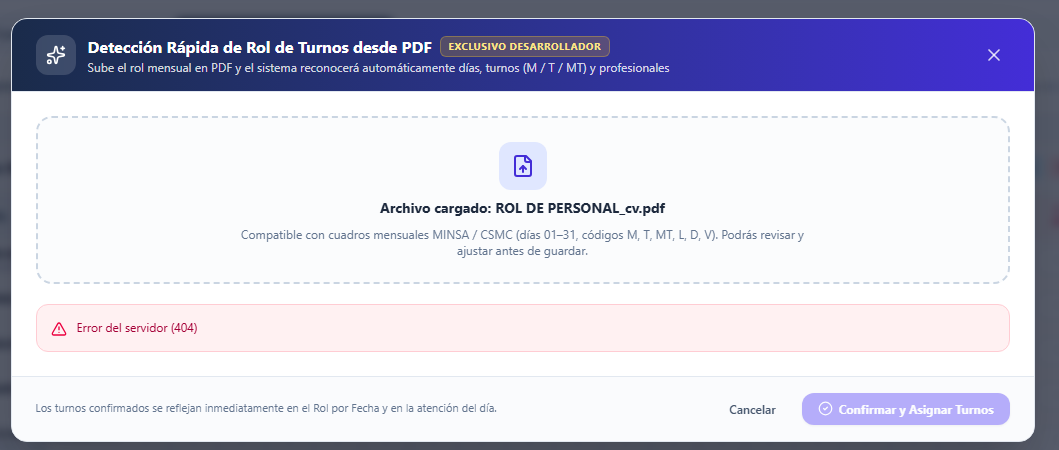 Detección Rápida de Rol de Turnos desde PDF EXCLUSIVO DESARROLLADOR
Sube el rol mensual en PDF y el sistema reconocerá automáticamente días, turnos (M / T / MT) y profesionales
Archivo cargado: ROL DE PERSONAL_cv.pdf
Compatible con cuadros mensuales MINSA / CSMC (días 01–31, códigos M, T, MT, L, D, V). Podrás revisar y
ajustar antes de guardar.
Error del servidor (404)
Los turnos confirmados se reflejan inmediatamente en el Rol por Fecha y en la atención del día.
Cancelar
Confirmar y Asignar Turnos